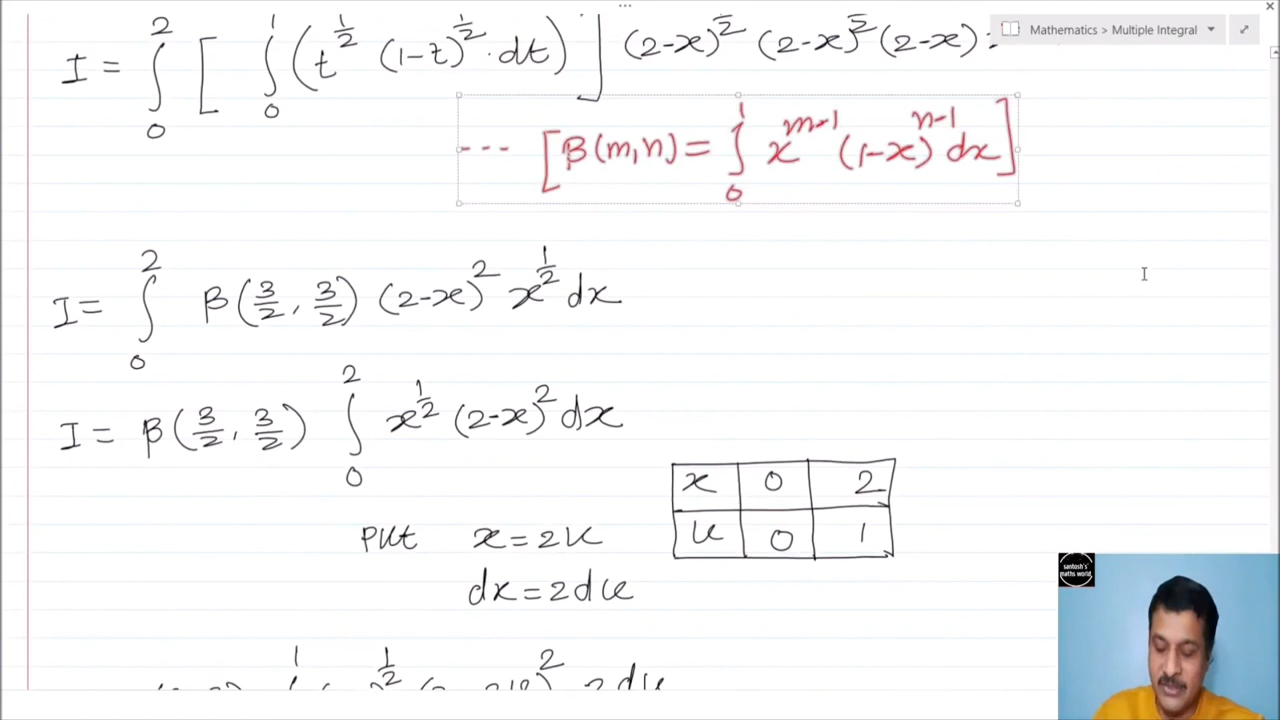 Mathematics > Multiple Integral
I = ∫₀² [ ∫₀¹ (t^{1/2} (1-t)^{1/2} · dt) ] (2-x)^{1/2} (2-x)^{1/2} (2-x)
--- [β(m,n) = ∫₀¹ x^{m-1} (1-x)^{n-1} dx]
I = ∫₀² β(3/2, 3/2) (2-x)² x^{1/2} dx
I = β(3/2, 3/2) ∫₀² x^{1/2} (2-x)² dx
x 0 2
Put x = 2u
u 0 1
dx = 2du
santosh's
maths world